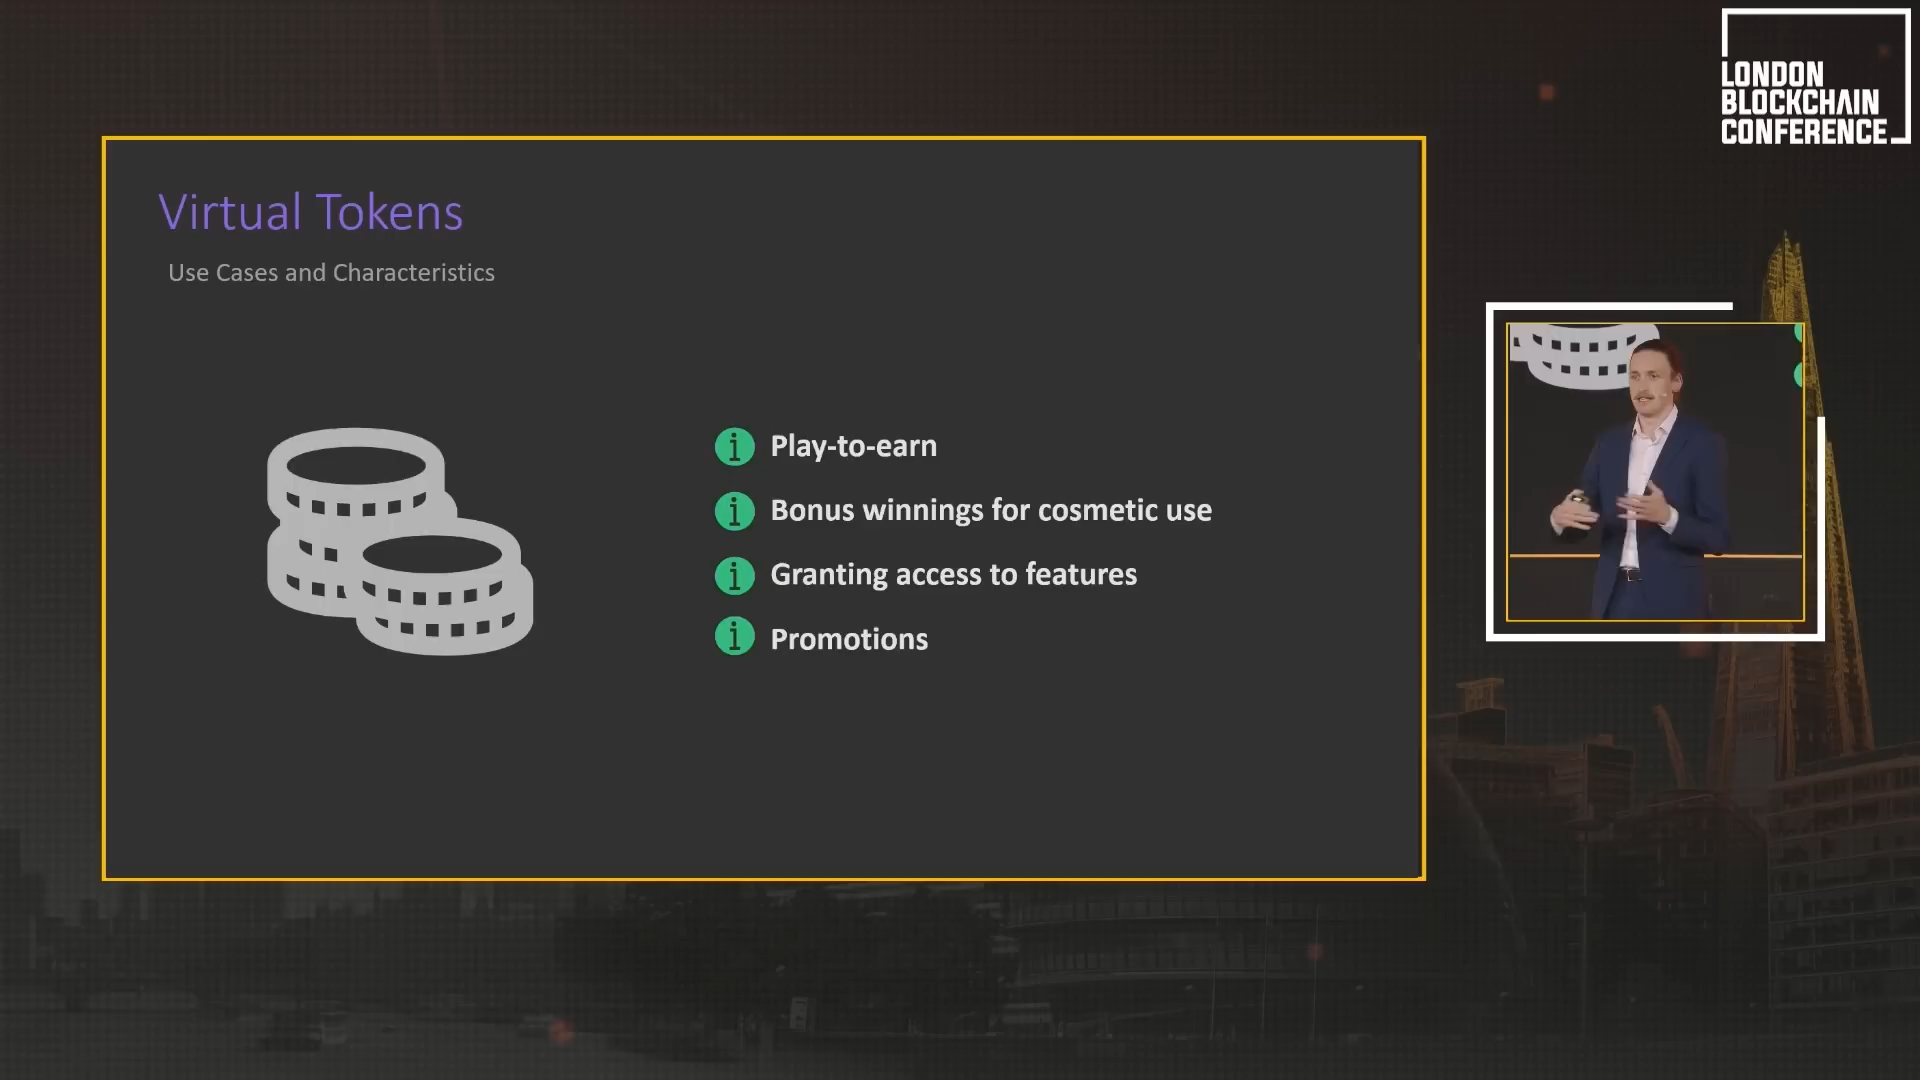 LONDON
BLOCKCHAIN
CONFERENCE
Virtual Tokens
Use Cases and Characteristics
Play-to-earn
Bonus winnings for cosmetic use
Granting access to features
Promotions